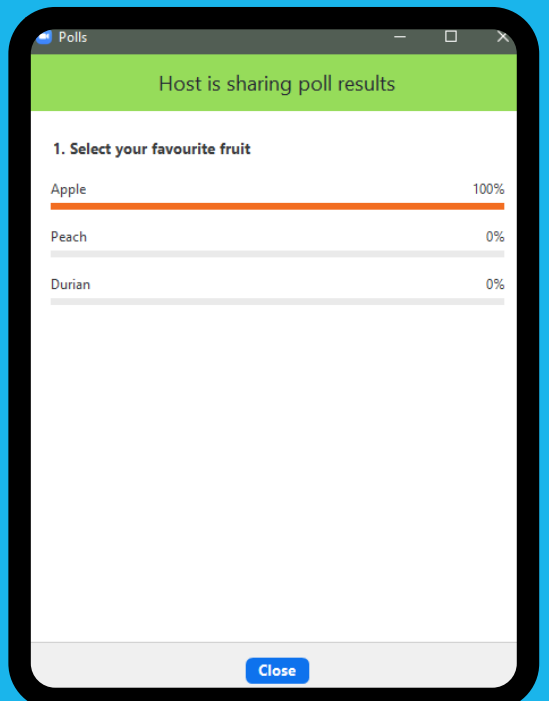 Polls
Host is sharing poll results
1. Select your favourite fruit
Apple 100%
Peach 0%
Durian 0%
Close